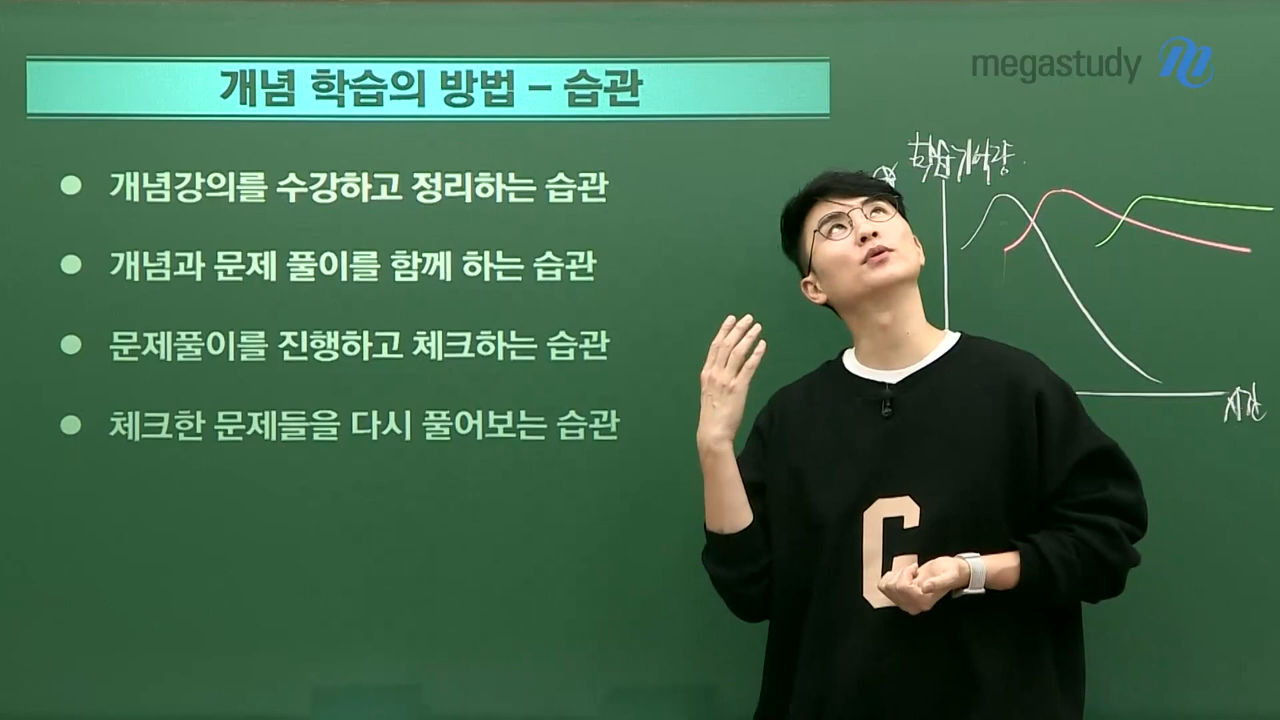 megastudy
개념 학습의 방법 - 습관
개념강의를 수강하고 정리하는 습관
개념과 문제 풀이를 함께 하는 습관
문제풀이를 진행하고 체크하는 습관
체크한 문제들을 다시 풀어보는 습관
학습기억량
시간
C